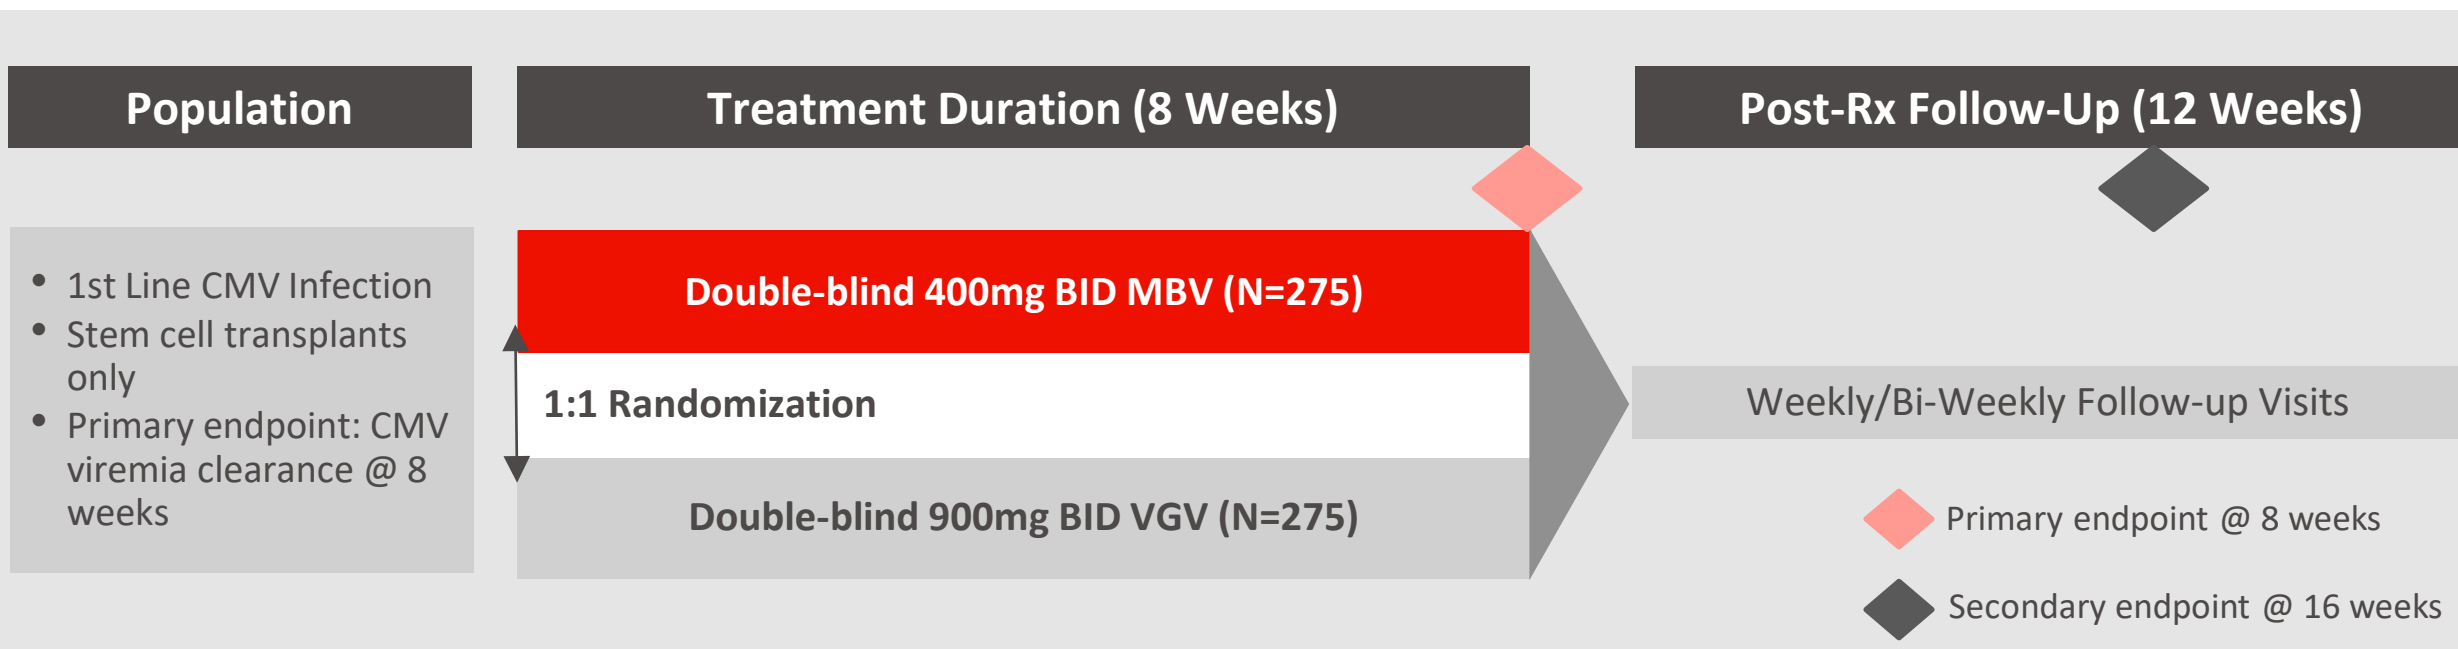 Population
Treatment Duration (8 Weeks)
Post-Rx Follow-Up (12 Weeks)
• 1st Line CMV Infection
• Stem cell transplants
only
• Primary endpoint: CMV
viremia clearance @ 8
weeks
Double-blind 400mg BID MBV (N=275)
1:1 Randomization
Double-blind 900mg BID VGV (N=275)
Weekly/Bi-Weekly Follow-up Visits
Primary endpoint @ 8 weeks
Secondary endpoint @ 16 weeks